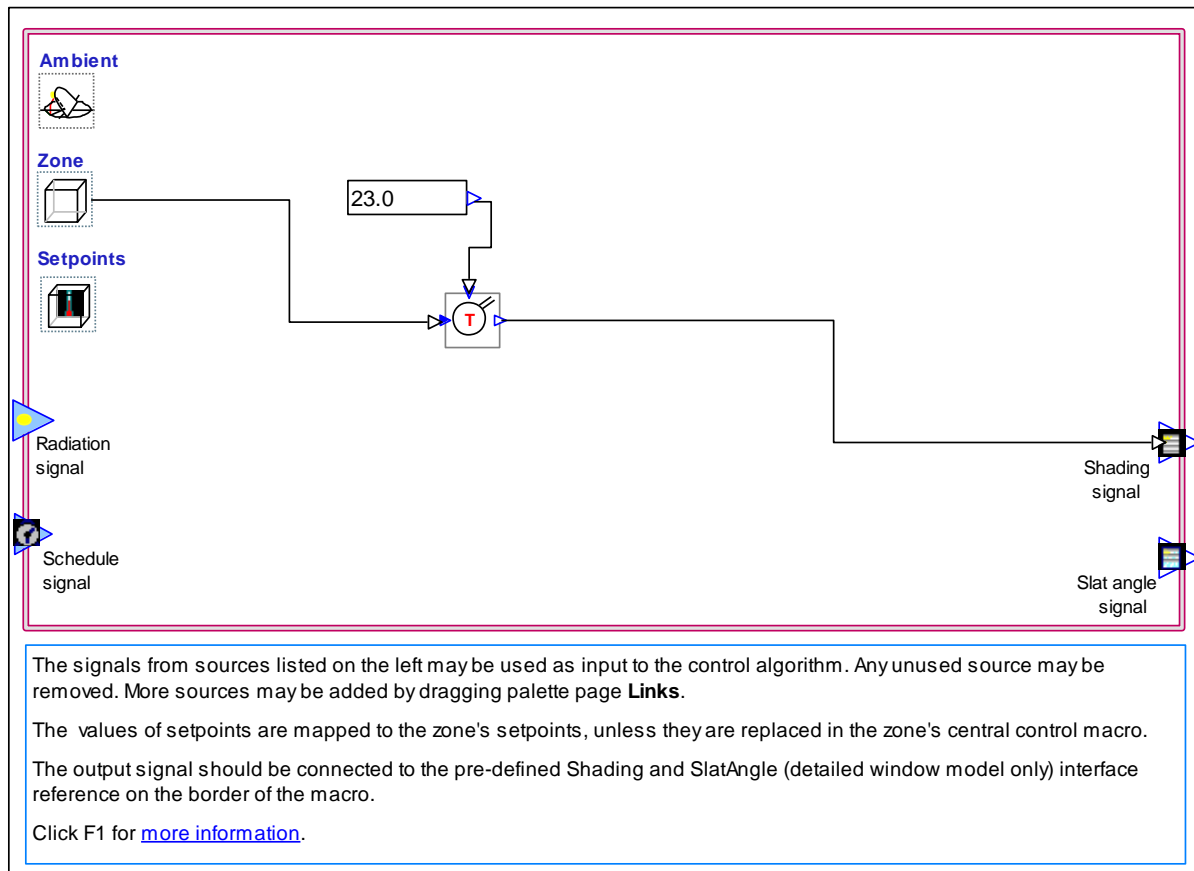 Ambient
Zone
23.0
Setpoints
T
Radiation
signal
Shading
signal
Schedule
signal
Slat angle
signal
The signals from sources listed on the left may be used as input to the control algorithm. Any unused source may be
removed. More sources may be added by dragging palette page Links.
The values of setpoints are mapped to the zone's setpoints, unless they are replaced in the zone's central control macro.
The output signal should be connected to the pre-defined Shading and SlatAngle (detailed window model only) interface
reference on the border of the macro.
Click F1 for more information.